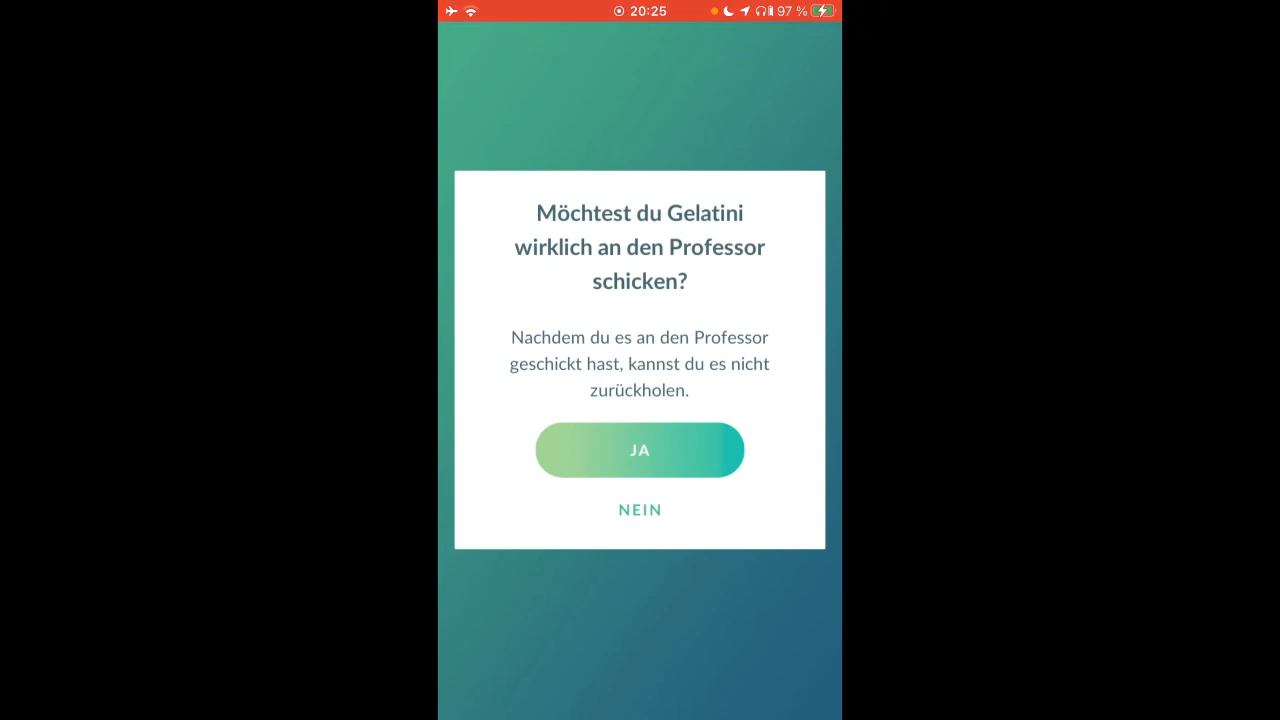 20:25 97 %
Möchtest du Gelatini
wirklich an den Professor
schicken?
Nachdem du es an den Professor
geschickt hast, kannst du es nicht
zurückholen.
JA
NEIN